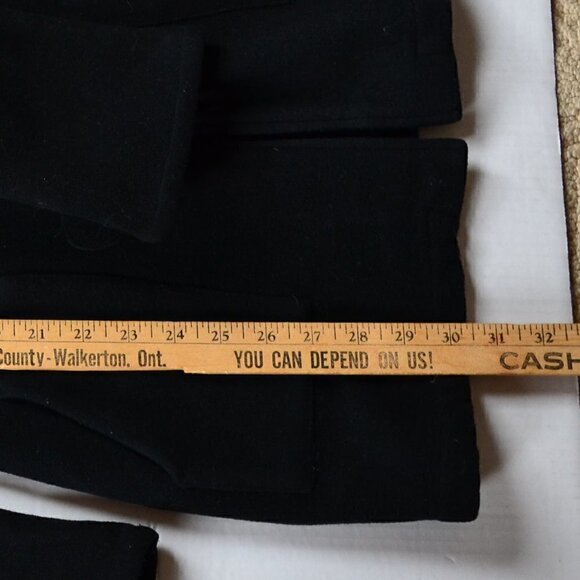 21 22 23 24 25 26 27 28 29 30 31 32
County-Walkerton, Ont. YOU CAN DEPEND ON US! CASH